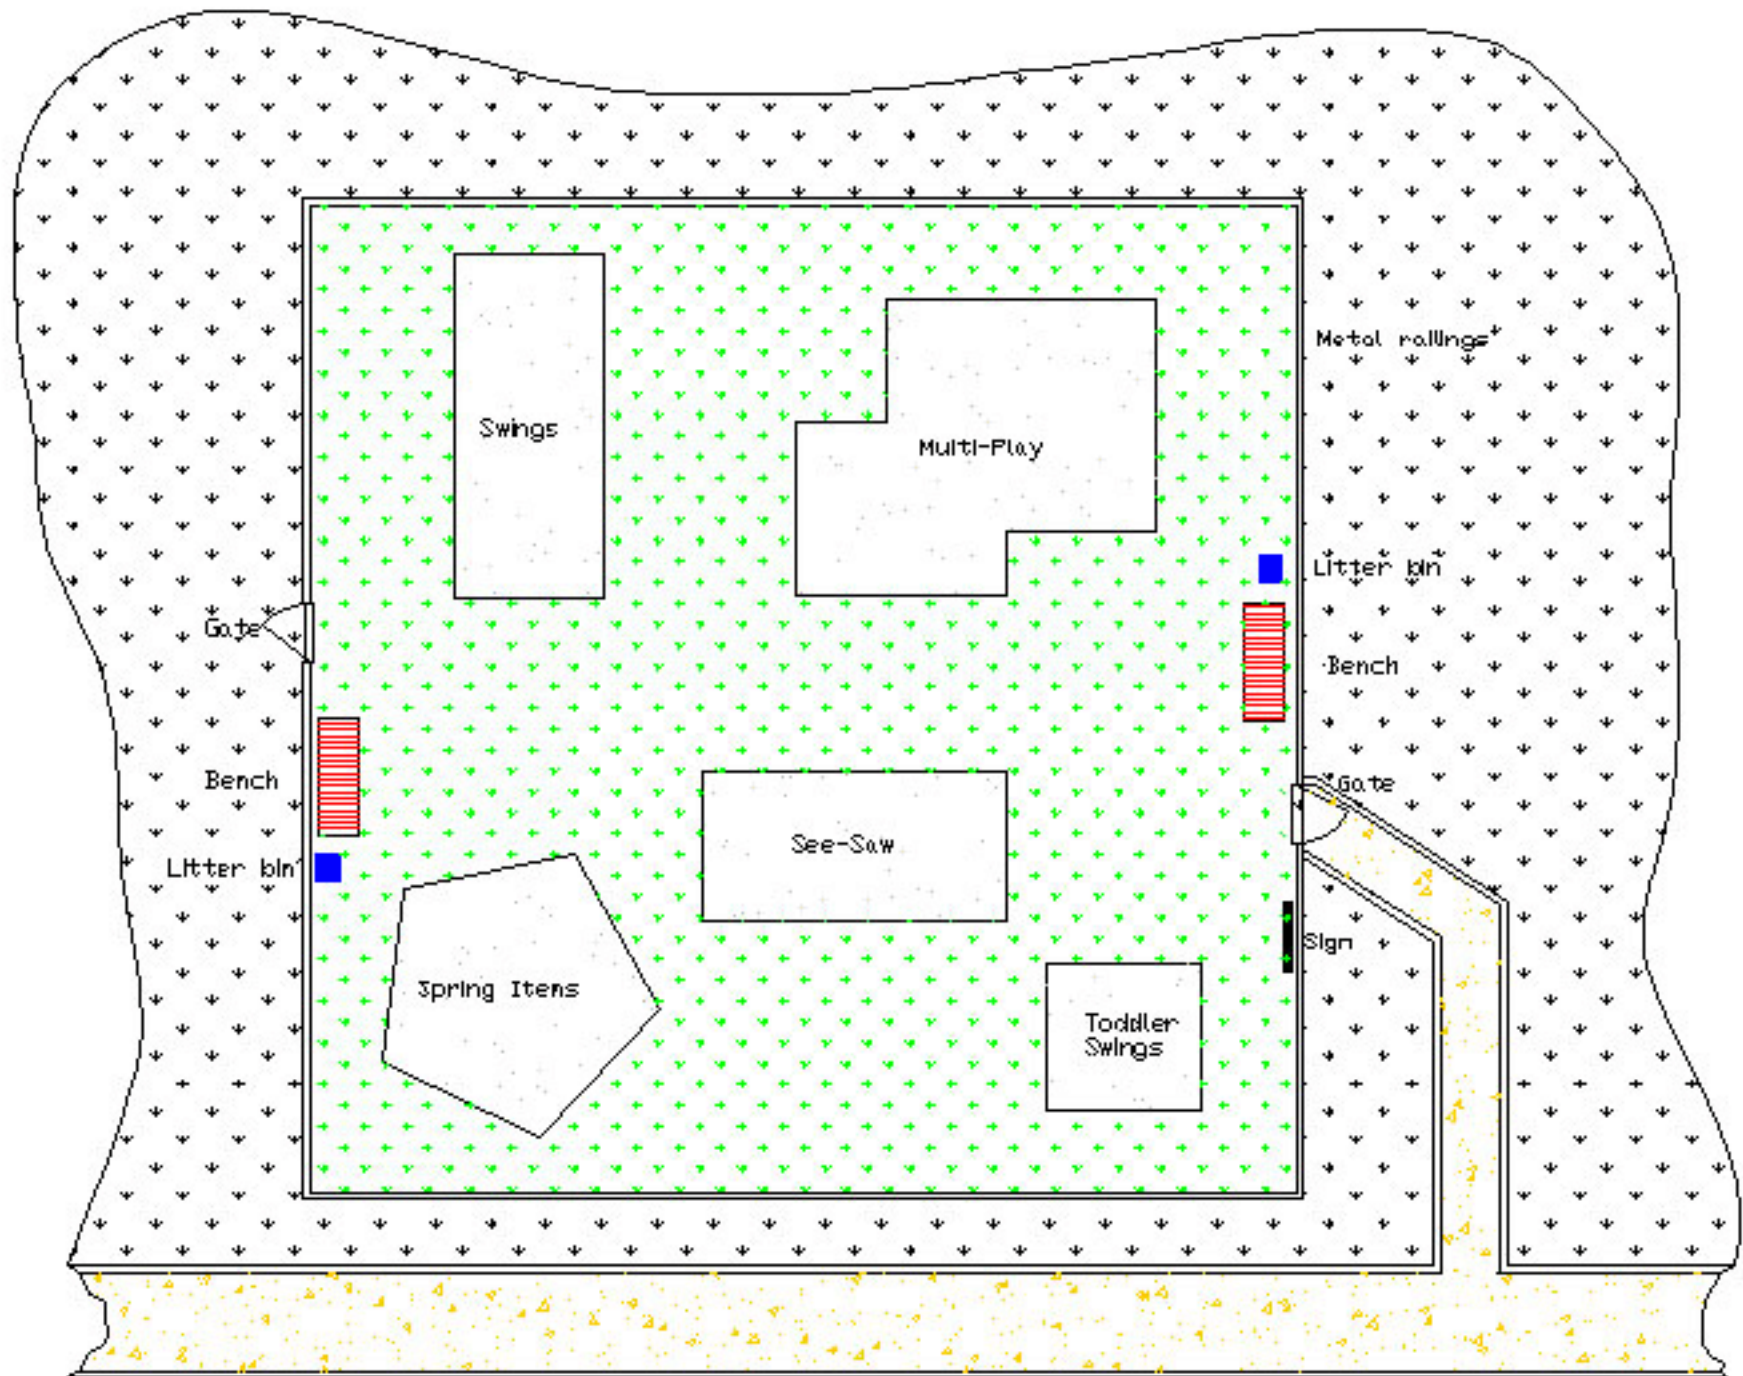 Metal railings
Swings
Multi-Play
Litter bin
Gate
Bench
Gate
Bench
See-Saw
Litter bin
Sign
Spring Items
Toddler
Swings